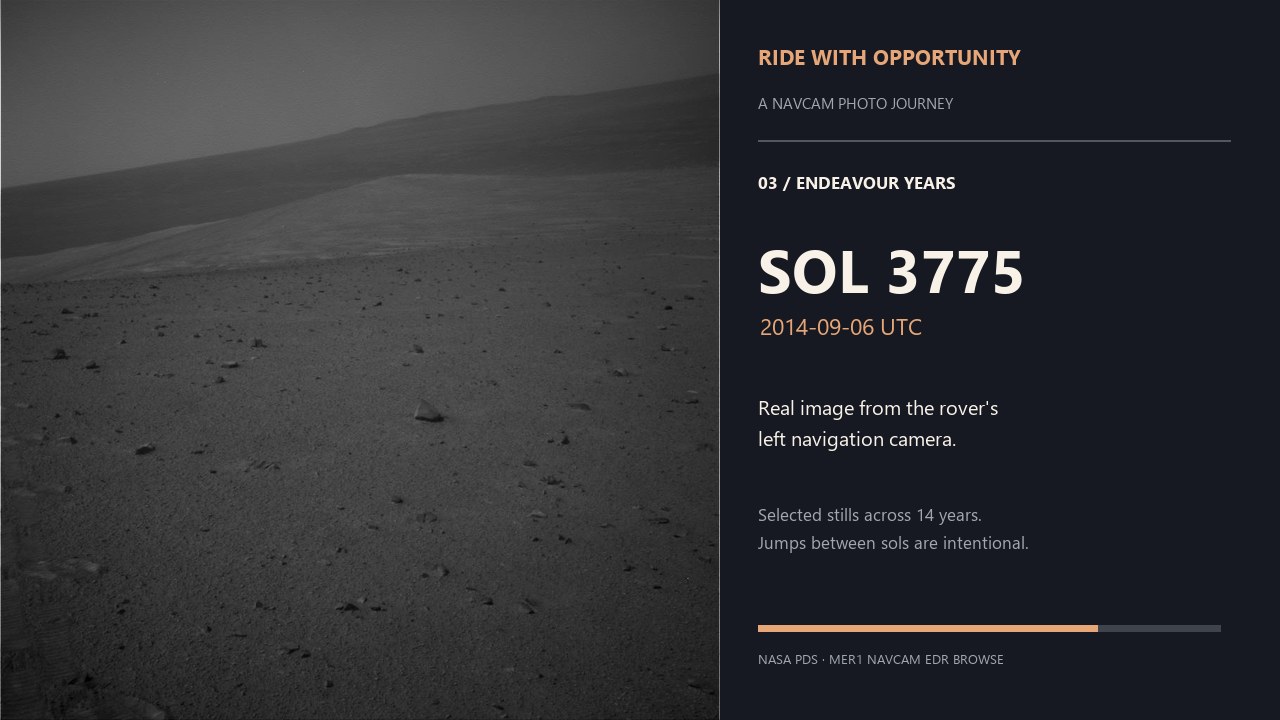 RIDE WITH OPPORTUNITY
A NAVCAM PHOTO JOURNEY
03 / ENDEAVOUR YEARS
SOL 3775
2014-09-06 UTC
Real image from the rover's
left navigation camera.
Selected stills across 14 years.
Jumps between sols are intentional.
NASA PDS · MER1 NAVCAM EDR BROWSE